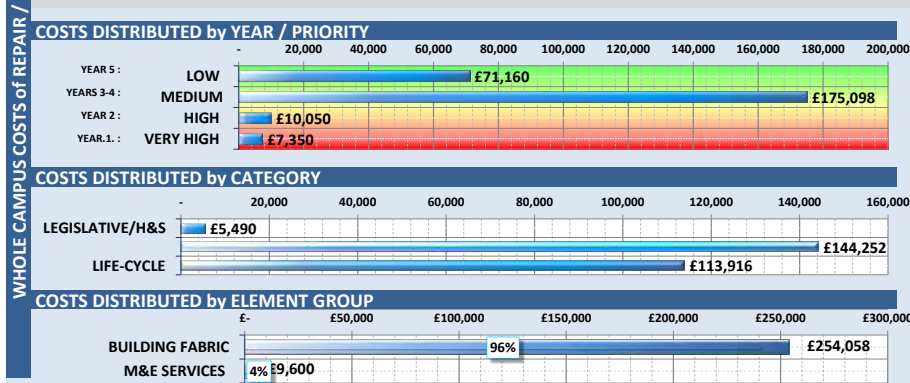 WHOLE CAMPUS COSTS of REPAIR /
COSTS DISTRIBUTED by YEAR / PRIORITY
- 20,000 40,000 60,000 80,000 100,000 120,000 140,000 160,000 180,000 200,000
YEAR 5 : LOW £71,160
YEARS 3-4 : MEDIUM £175,098
YEAR 2 : HIGH £10,050
YEAR.1. : VERY HIGH £7,350
COSTS DISTRIBUTED by CATEGORY
- 20,000 40,000 60,000 80,000 100,000 120,000 140,000 160,000
LEGISLATIVE/H&S £5,490
£144,252
LIFE-CYCLE £113,916
COSTS DISTRIBUTED by ELEMENT GROUP
£- £50,000 £100,000 £150,000 £200,000 £250,000 £300,000
BUILDING FABRIC 96% £254,058
M&E SERVICES 4% £9,600